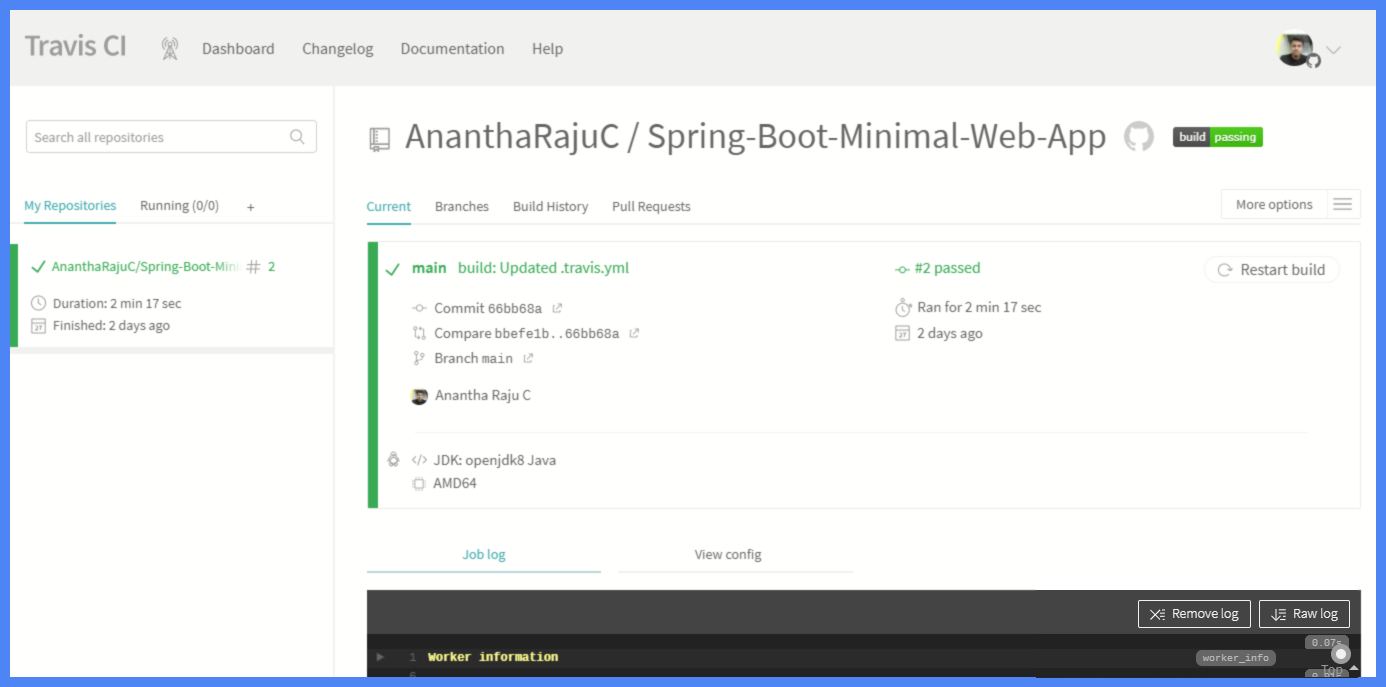 Travis CI Dashboard Changelog Documentation Help
Search all repositories
AnanthaRajuC / Spring-Boot-Minimal-Web-App build passing
My Repositories Running (0/0) +
Current Branches Build History Pull Requests More options
AnanthaRajuC/Spring-Boot-Mini # 2
Duration: 2 min 17 sec
Finished: 2 days ago
main build: Updated .travis.yml #2 passed Restart build
Commit 66bb68a Ran for 2 min 17 sec
Compare bbefe1b..66bb68a 2 days ago
Branch main
Anantha Raju C
</> JDK: openjdk8 Java
AMD64
Job log View config
Remove log Raw log
0.07s
1 Worker information worker_info
6 Top